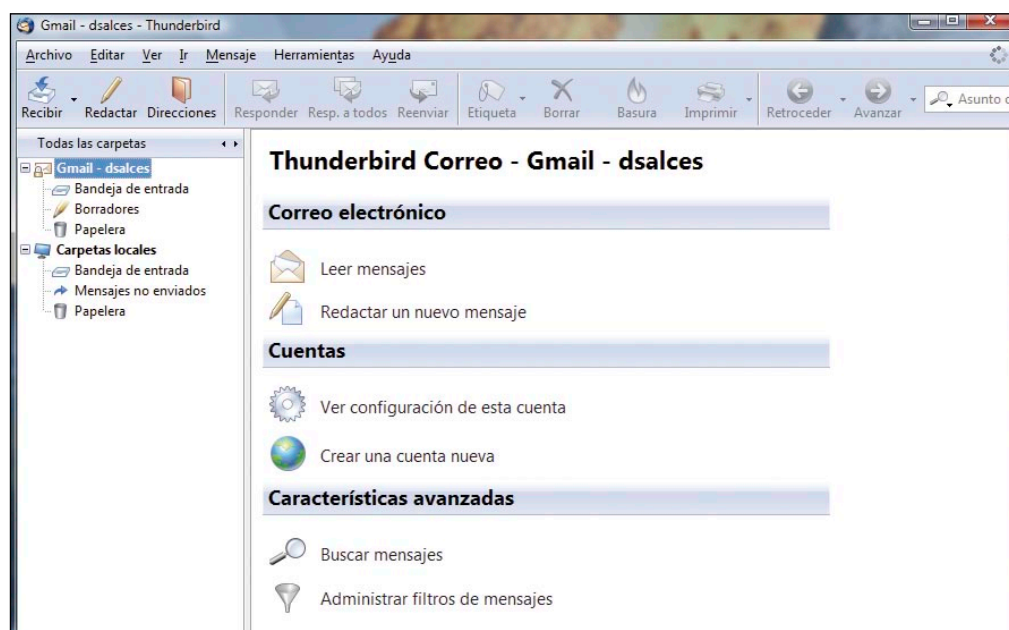 Gmail - dsalces - Thunderbird
Archivo Editar Ver Ir Mensaje Herramientas Ayuda
Recibir Redactar Direcciones Responder Resp. a todos Reenviar Etiqueta Borrar Basura Imprimir Retroceder Avanzar Asunto
Todas las carpetas
Gmail - dsalces
Bandeja de entrada
Borradores
Papelera
Carpetas locales
Bandeja de entrada
Mensajes no enviados
Papelera
Thunderbird Correo - Gmail - dsalces
Correo electrónico
Leer mensajes
Redactar un nuevo mensaje
Cuentas
Ver configuración de esta cuenta
Crear una cuenta nueva
Características avanzadas
Buscar mensajes
Administrar filtros de mensajes